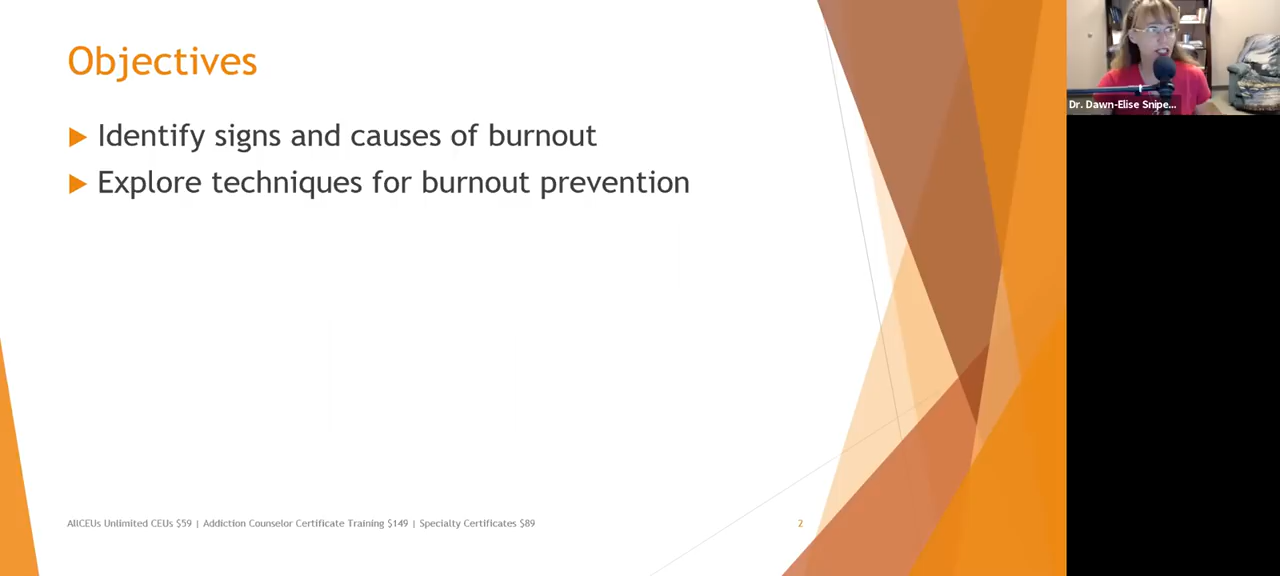 Objectives
Identify signs and causes of burnout
Explore techniques for burnout prevention
Dr. Dawn-Elise Snipe...
AllCEUs Unlimited CEUs $59 | Addiction Counselor Certificate Training $149 | Specialty Certificates $89
2